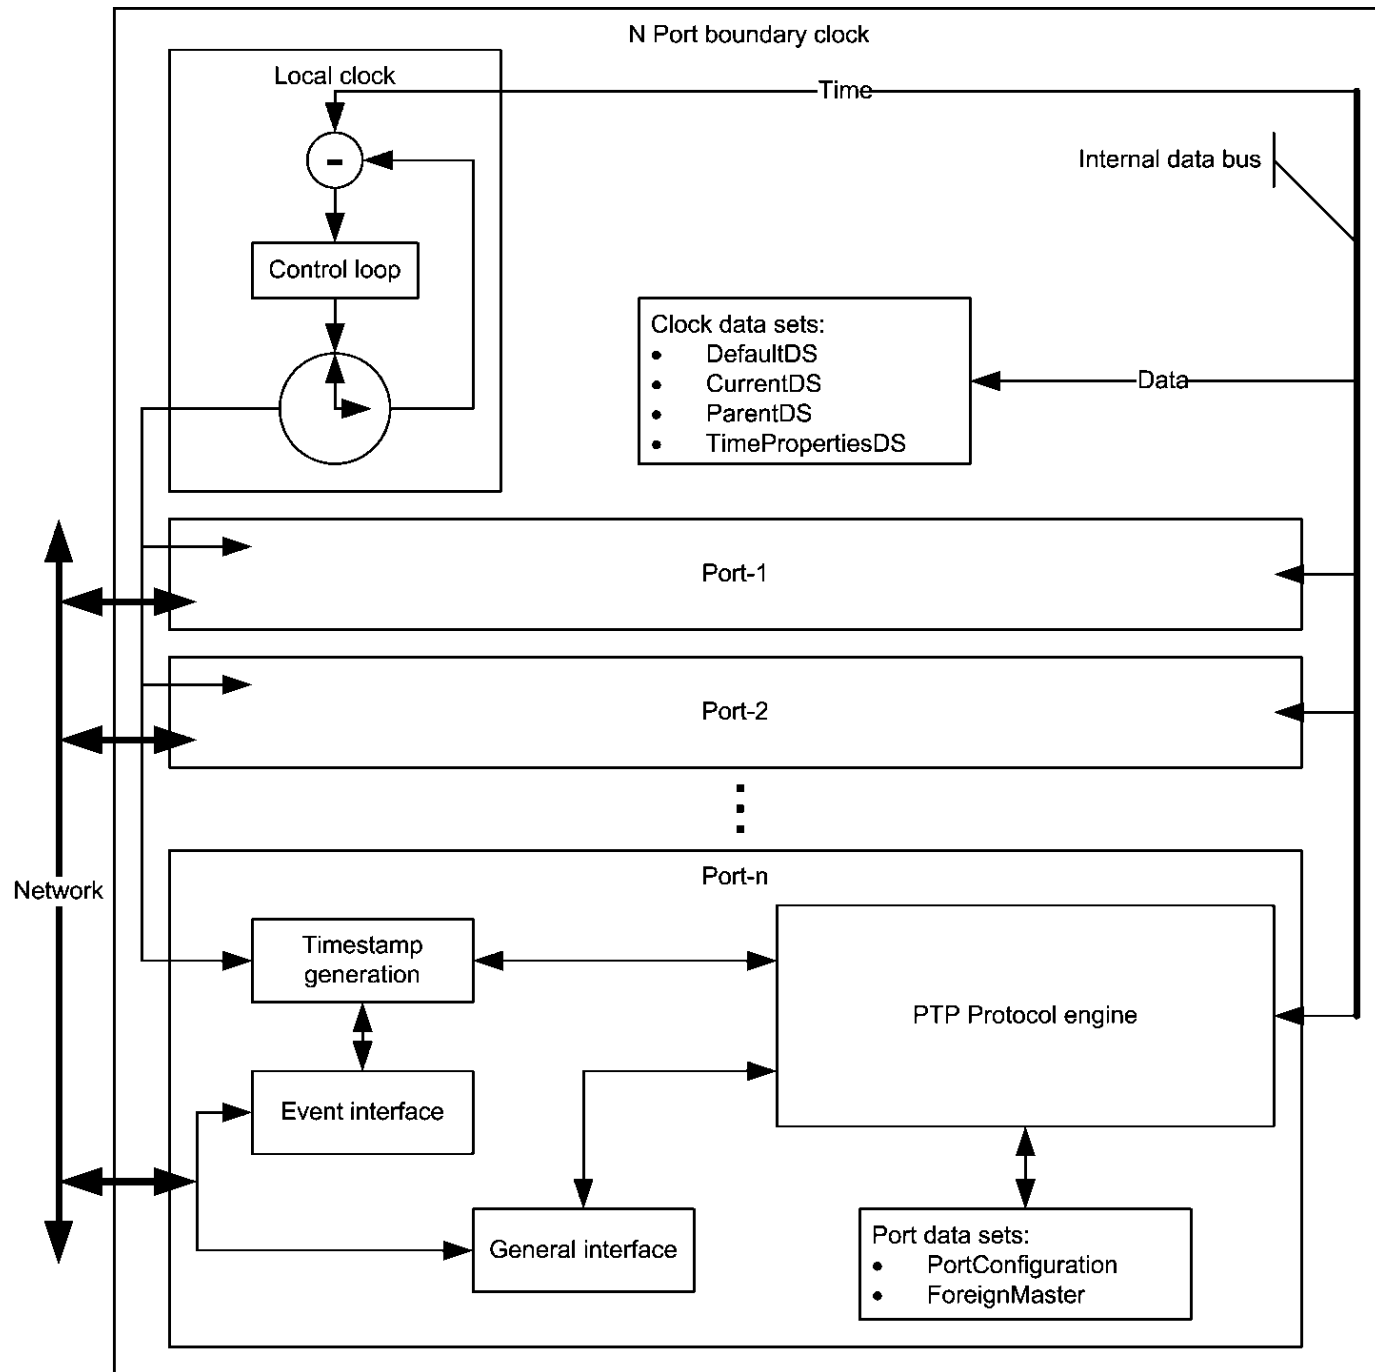 N Port boundary clock
Local clock
Time
-
Internal data bus
Control loop
Clock data sets:
• DefaultDS
• CurrentDS
• ParentDS
• TimePropertiesDS
Data
Port-1
Port-2
Network
Port-n
Timestamp
generation
PTP Protocol engine
Event interface
General interface
Port data sets:
• PortConfiguration
• ForeignMaster